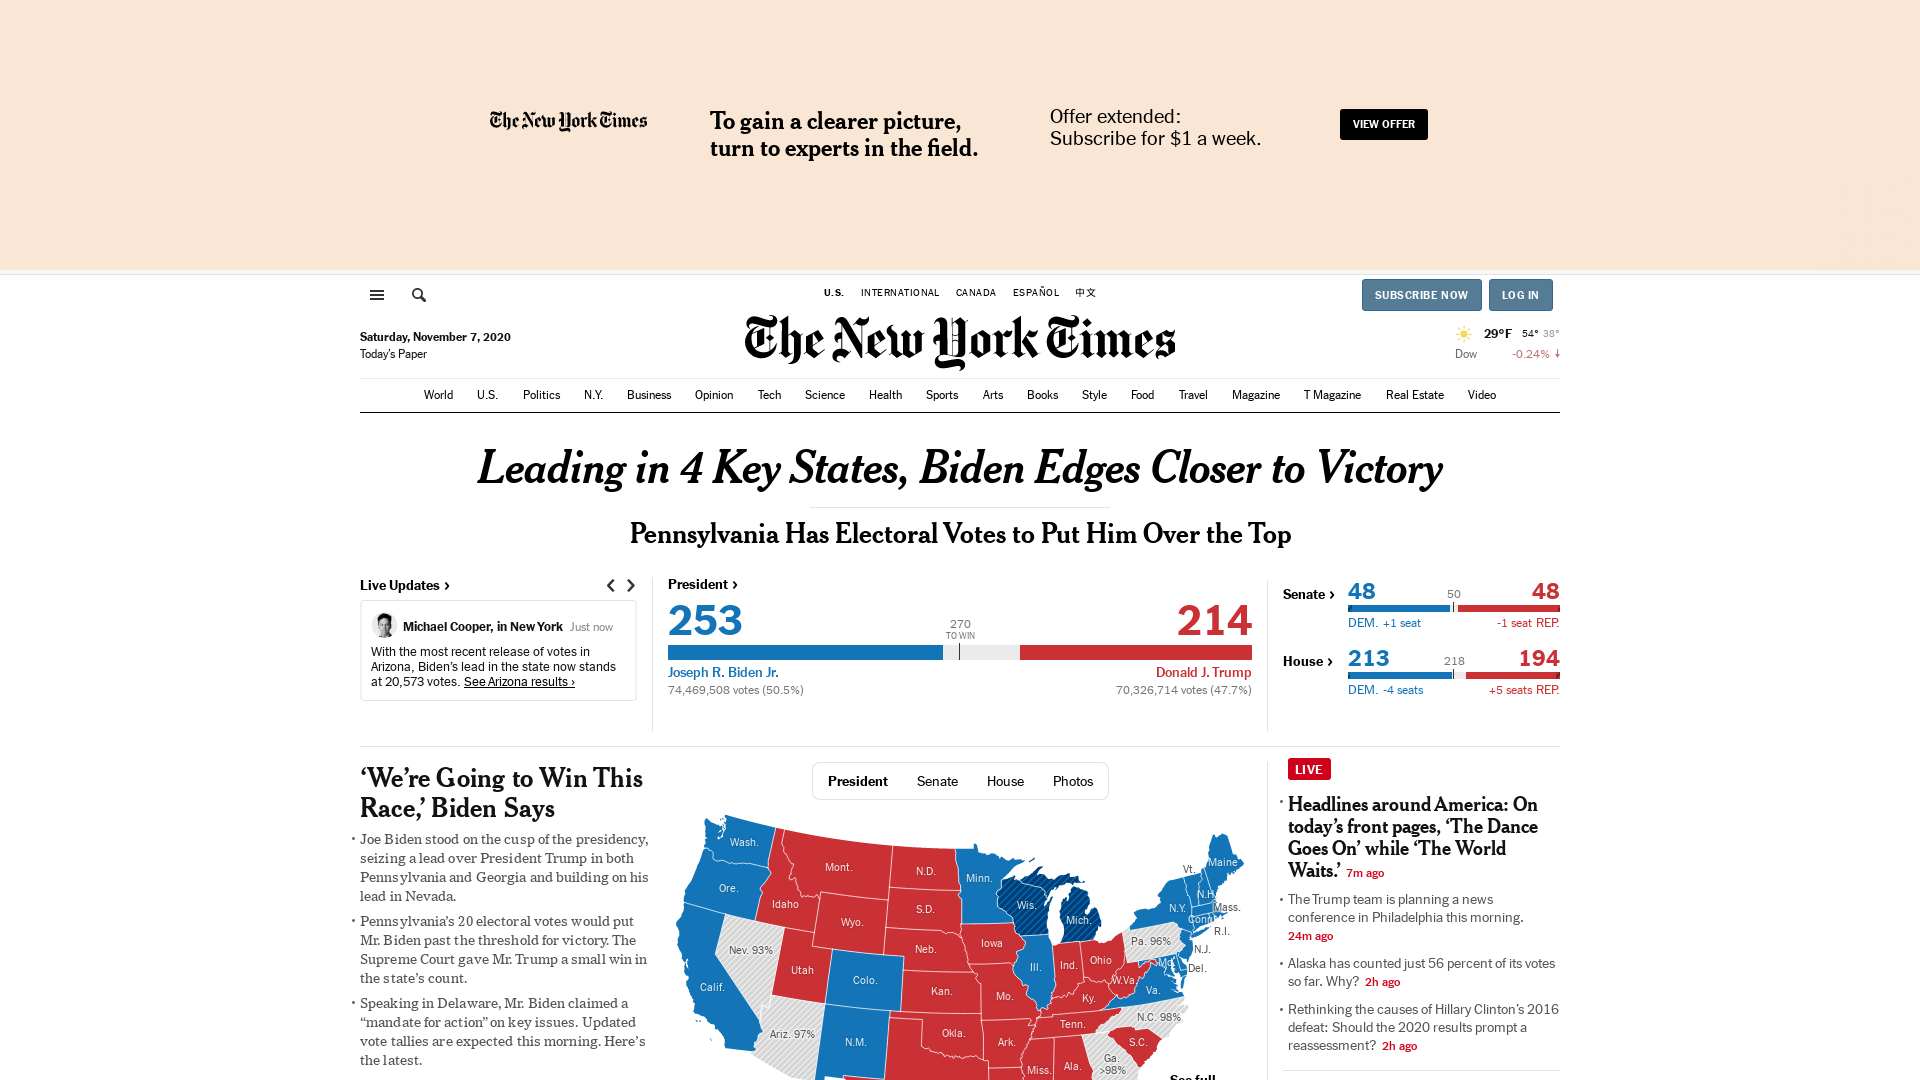 The New York Times
To gain a clearer picture,
turn to experts in the field.
Offer extended:
Subscribe for $1 a week.
VIEW OFFER
U.S. INTERNATIONAL CANADA ESPAÑOL 中文
SUBSCRIBE NOW LOG IN
Saturday, November 7, 2020
Today's Paper
The New York Times
29°F 54° 38°
Dow -0.24% ↓
World U.S. Politics N.Y. Business Opinion Tech Science Health Sports Arts Books Style Food Travel Magazine T Magazine Real Estate Video
Leading in 4 Key States, Biden Edges Closer to Victory
Pennsylvania Has Electoral Votes to Put Him Over the Top
Live Updates ›
Michael Cooper, in New York Just now
With the most recent release of votes in
Arizona, Biden's lead in the state now stands
at 20,573 votes. See Arizona results ›
President ›
253
214
270
TO WIN
Joseph R. Biden Jr.
Donald J. Trump
74,469,508 votes (50.5%)
70,326,714 votes (47.7%)
Senate › 48 50 48
DEM. +1 seat -1 seat REP.
House › 213 218 194
DEM. -4 seats +5 seats REP.
‘We’re Going to Win This
Race,’ Biden Says
• Joe Biden stood on the cusp of the presidency,
seizing a lead over President Trump in both
Pennsylvania and Georgia and building on his
lead in Nevada.
• Pennsylvania’s 20 electoral votes would put
Mr. Biden past the threshold for victory. The
Supreme Court gave Mr. Trump a small win in
the state’s count.
• Speaking in Delaware, Mr. Biden claimed a
“mandate for action” on key issues. Updated
vote tallies are expected this morning. Here’s
the latest.
President Senate House Photos
Wash.
Mont.
N.D.
Minn.
Vt.
Maine
Ore.
Idaho
S.D.
Wis.
Mich.
N.Y.
N.H.
Mass.
Wyo.
Conn.
R.I.
Nev. 93%
Neb.
Iowa
Pa. 96%
N.J.
Utah
Colo.
Ill.
Ind.
Ohio
Md.
Del.
Calif.
Kan.
Mo.
Ky.
W.Va.
Va.
Ariz. 97%
N.M.
Okla.
Ark.
Tenn.
N.C. 98%
S.C.
Miss.
Ala.
Ga.
>98%
See full
LIVE
• Headlines around America: On
today’s front pages, ‘The Dance
Goes On’ while ‘The World
Waits.’ 7m ago
• The Trump team is planning a news
conference in Philadelphia this morning.
24m ago
• Alaska has counted just 56 percent of its votes
so far. Why? 2h ago
• Rethinking the causes of Hillary Clinton’s 2016
defeat: Should the 2020 results prompt a
reassessment? 2h ago